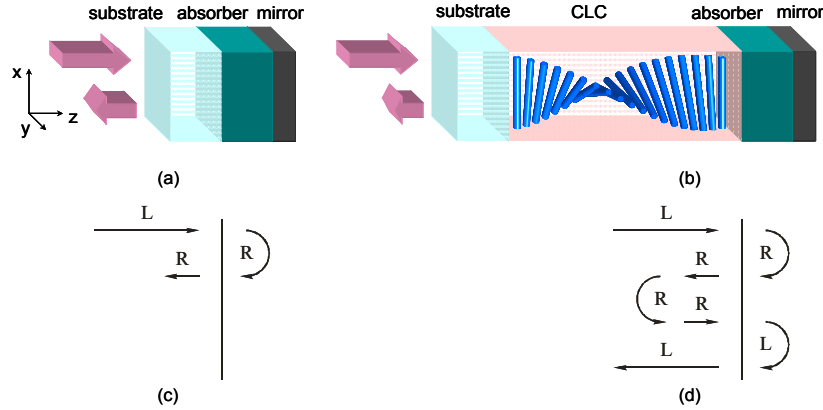 substrate absorber mirror
x
y
z
(a)
substrate CLC absorber mirror
(b)
L
R
R
(c)
L
R
R
R
R
L
L
(d)